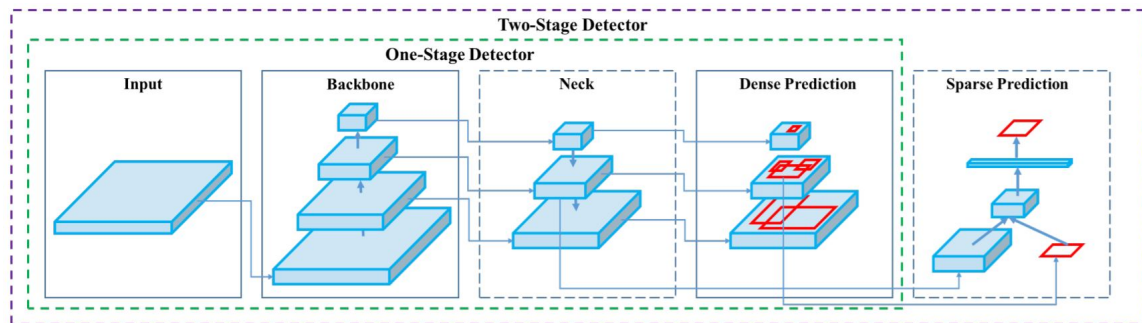 Two-Stage Detector
One-Stage Detector
Input
Backbone
Neck
Dense Prediction
Sparse Prediction